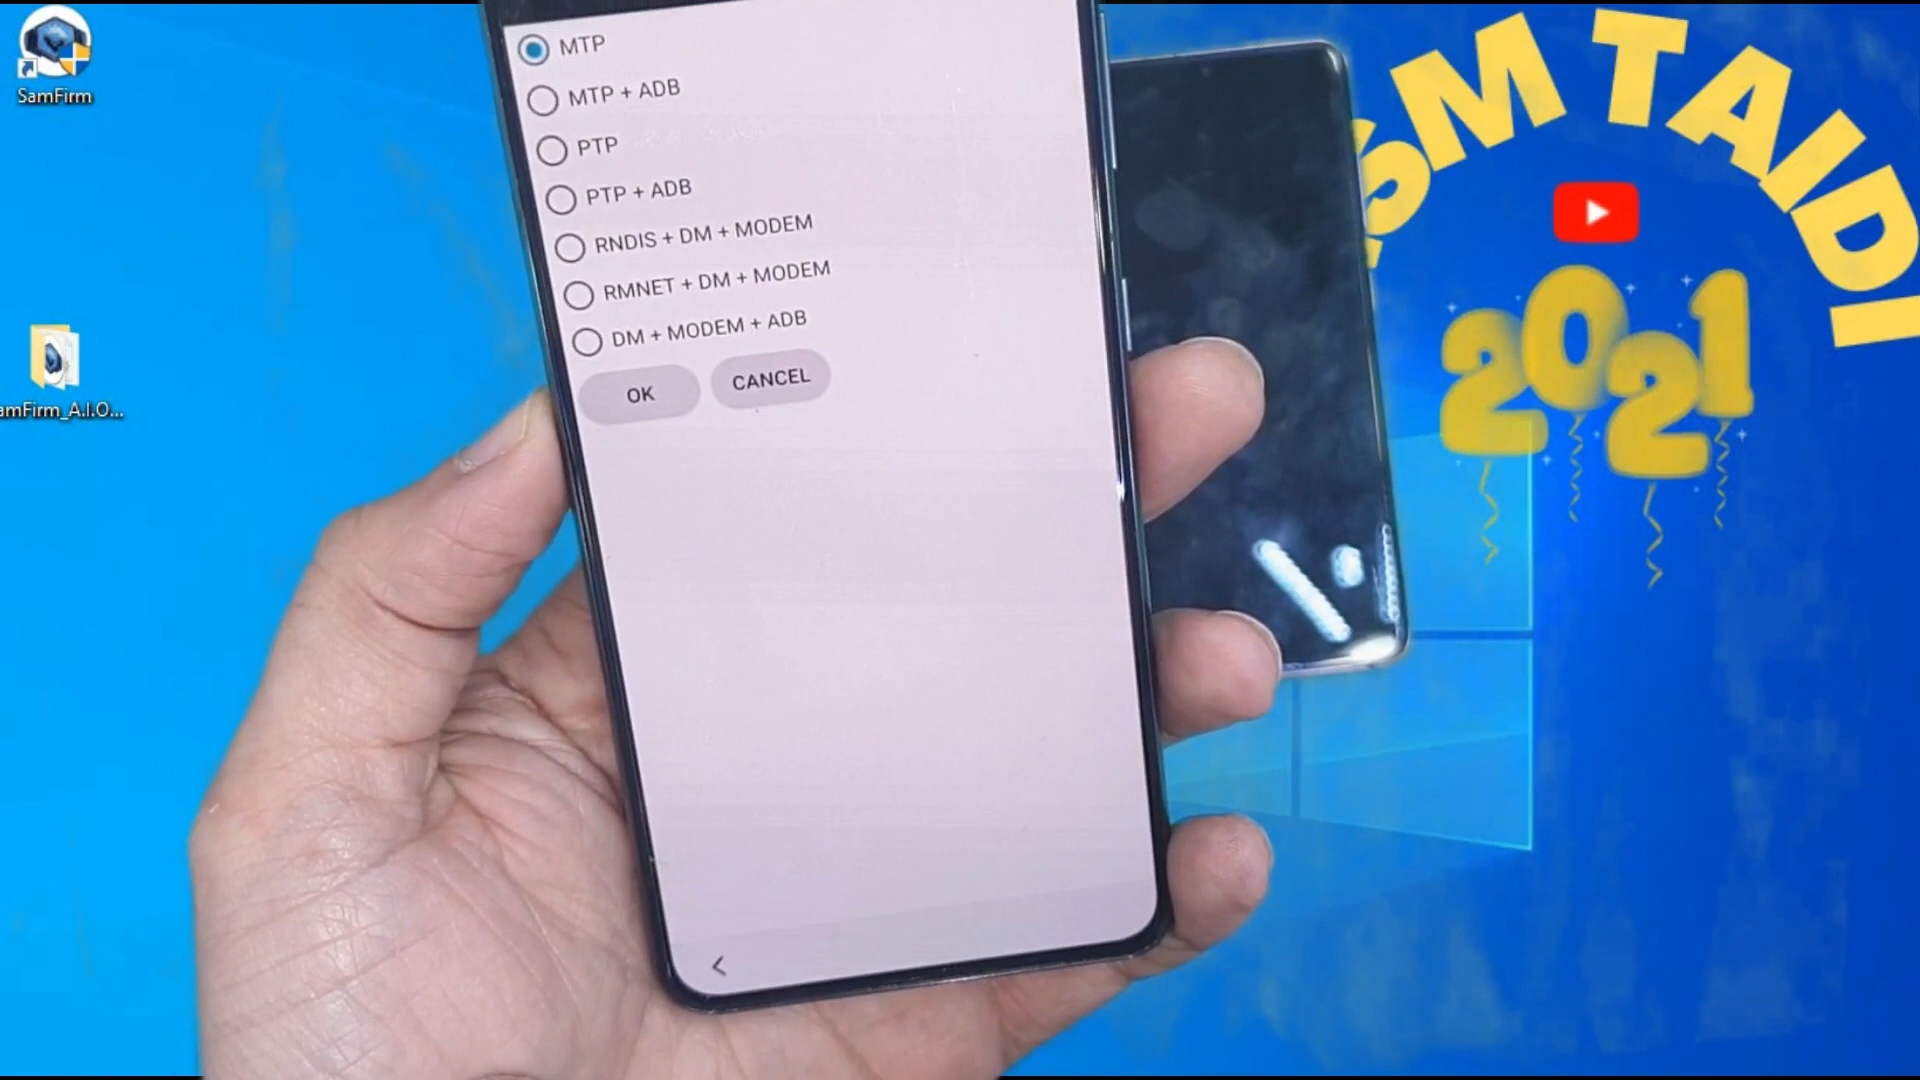 SamFirm
amFirm_A.I.O...
MTP
MTP + ADB
PTP
PTP + ADB
RNDIS + DM + MODEM
RMNET + DM + MODEM
DM + MODEM + ADB
OK
CANCEL
SM TAIDI
2021